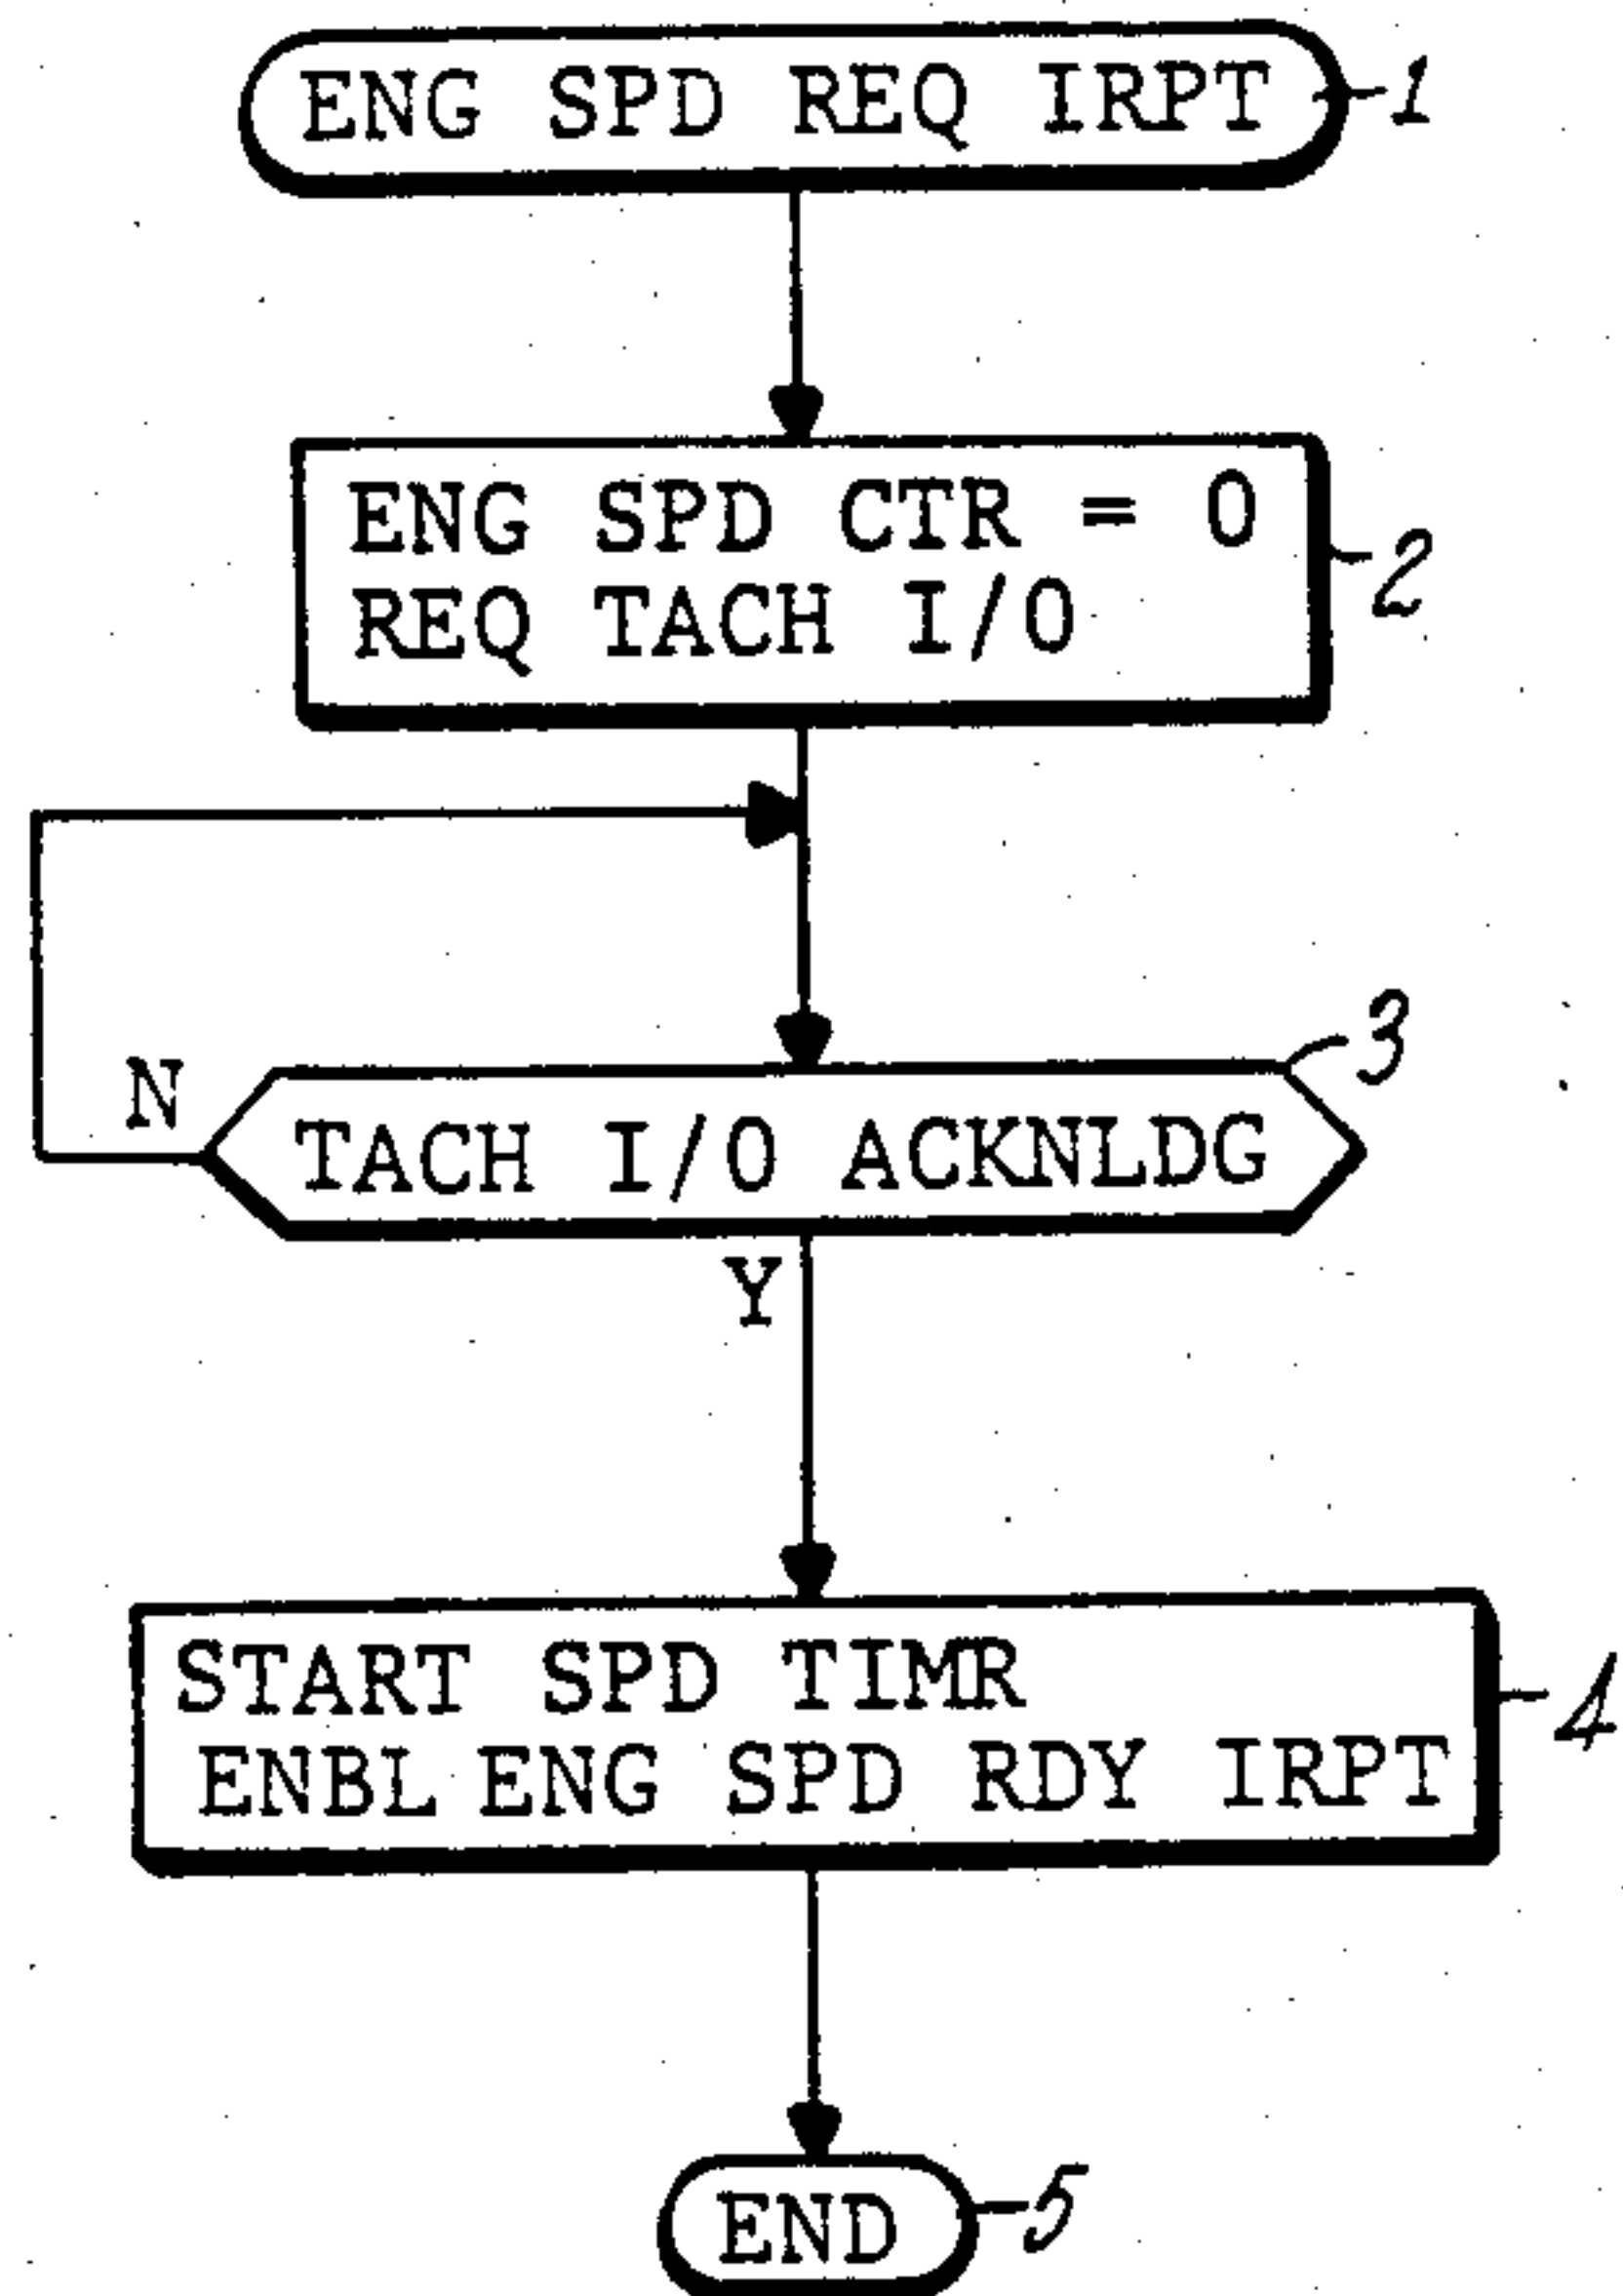 ENG SPD REQ IRPT 1
ENG SPD CTR = 0
REQ TACH I/O
2
3
N
TACH I/O ACKNLDG
Y
START SPD TIMR
4
ENBL ENG SPD RDY IRPT
END 5